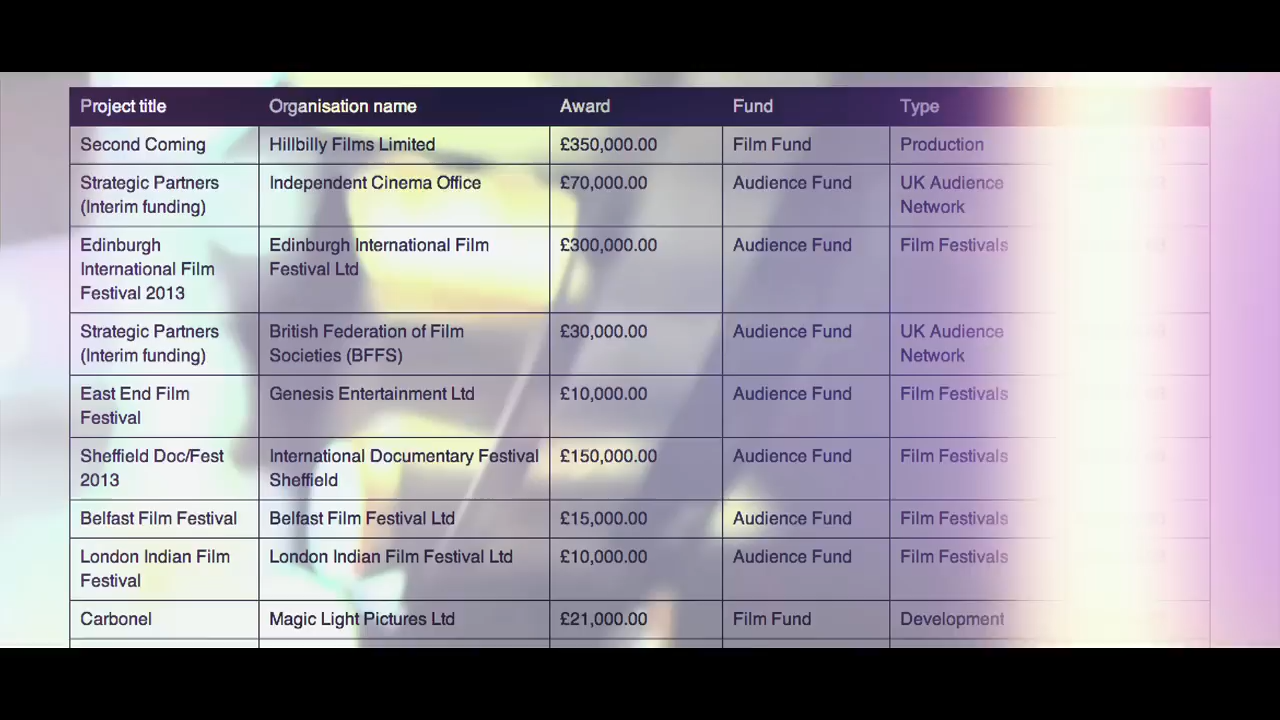 Project title Organisation name Award Fund Type
Second Coming Hillbilly Films Limited £350,000.00 Film Fund Production
Strategic Partners Independent Cinema Office £70,000.00 Audience Fund UK Audience
(Interim funding) Network
Edinburgh Edinburgh International Film £300,000.00 Audience Fund Film Festivals
International Film Festival Ltd
Festival 2013
Strategic Partners British Federation of Film £30,000.00 Audience Fund UK Audience
(Interim funding) Societies (BFFS) Network
East End Film Genesis Entertainment Ltd £10,000.00 Audience Fund Film Festivals
Festival
Sheffield Doc/Fest International Documentary Festival £150,000.00 Audience Fund Film Festivals
2013 Sheffield
Belfast Film Festival Belfast Film Festival Ltd £15,000.00 Audience Fund Film Festivals
London Indian Film London Indian Film Festival Ltd £10,000.00 Audience Fund Film Festivals
Festival
Carbonel Magic Light Pictures Ltd £21,000.00 Film Fund Development